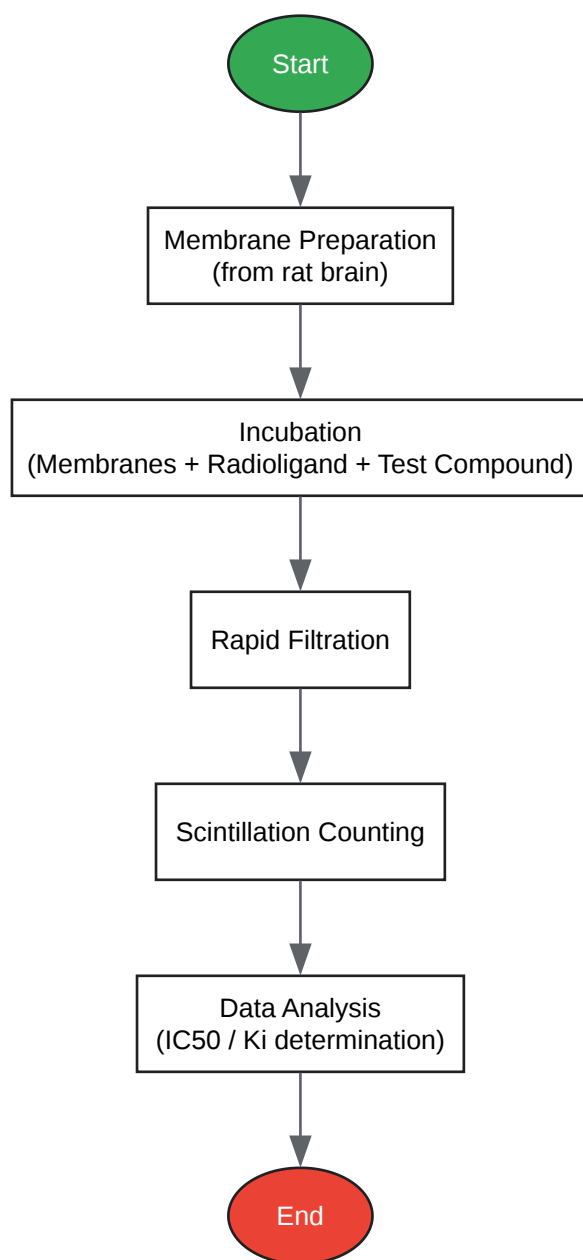 Start
Membrane Preparation
(from rat brain)
Incubation
(Membranes + Radioligand + Test Compound)
Rapid Filtration
Scintillation Counting
Data Analysis
(IC50 / Ki determination)
End